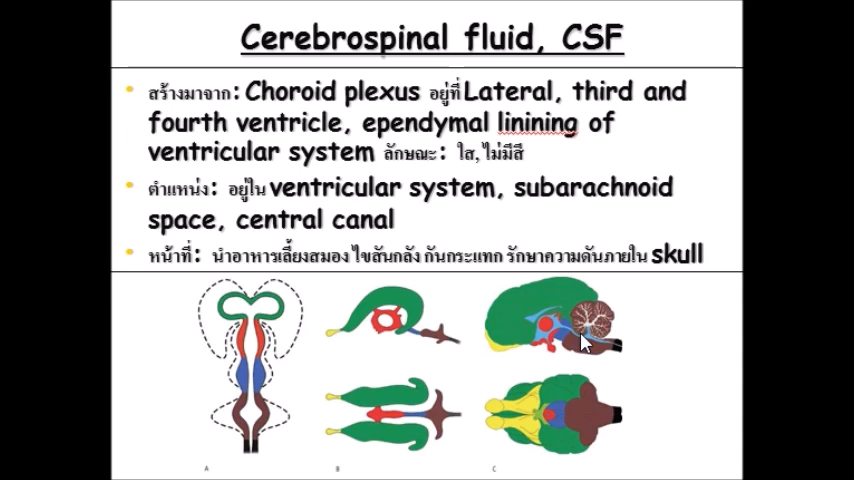 Cerebrospinal fluid, CSF
สร้างมาจาก: Choroid plexus อยู่ที่ Lateral, third and
fourth ventricle, ependymal linining of
ventricular system ลักษณะ: ใส, ไม่มีสี
ตำแหน่ง: อยู่ใน ventricular system, subarachnoid
space, central canal
หน้าที่: นำอาหารเลี้ยงสมอง ไขสันกลัง กันกระแทก รักษาความดันภายใน skull
A B C